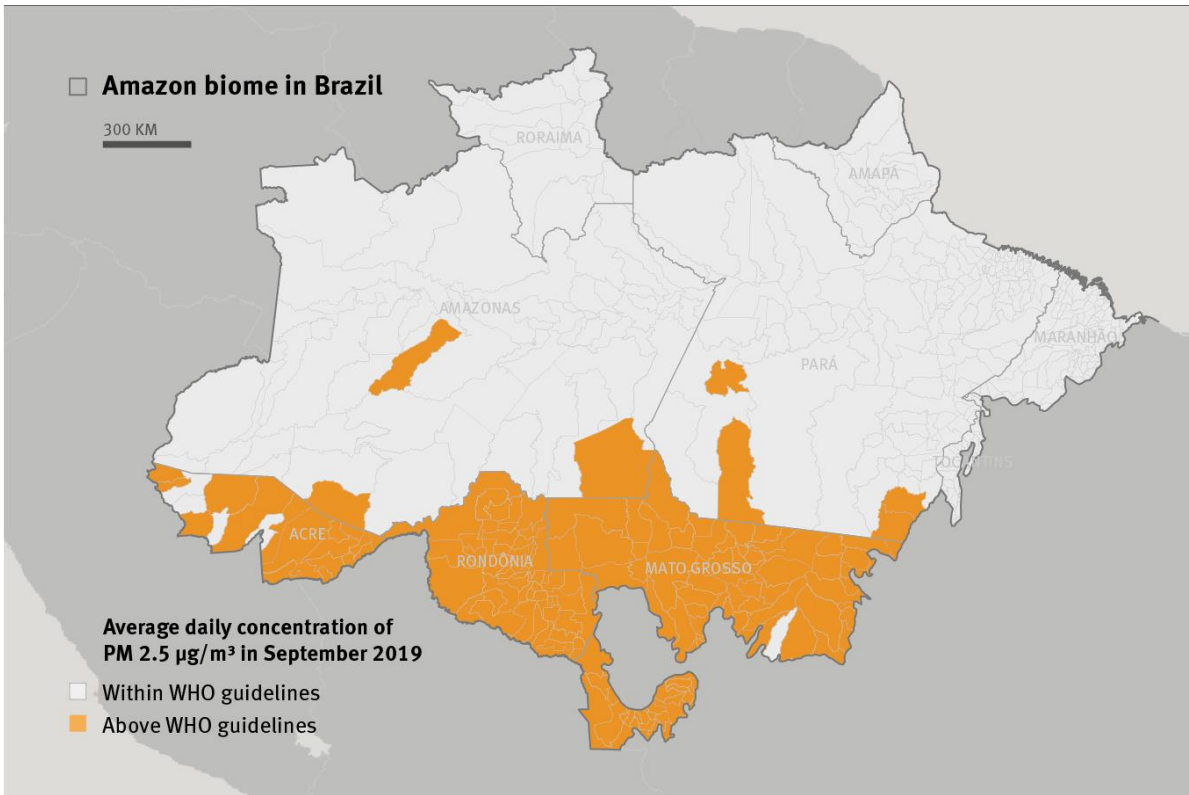 Amazon biome in Brazil
300 KM
RORAIMA
AMAPÁ
AMAZONAS
MARANHÃO
PARÁ
TOCANTINS
ACRE
RONDÔNIA
MATO GROSSO
Average daily concentration of
PM 2.5 µg/m³ in September 2019
Within WHO guidelines
Above WHO guidelines